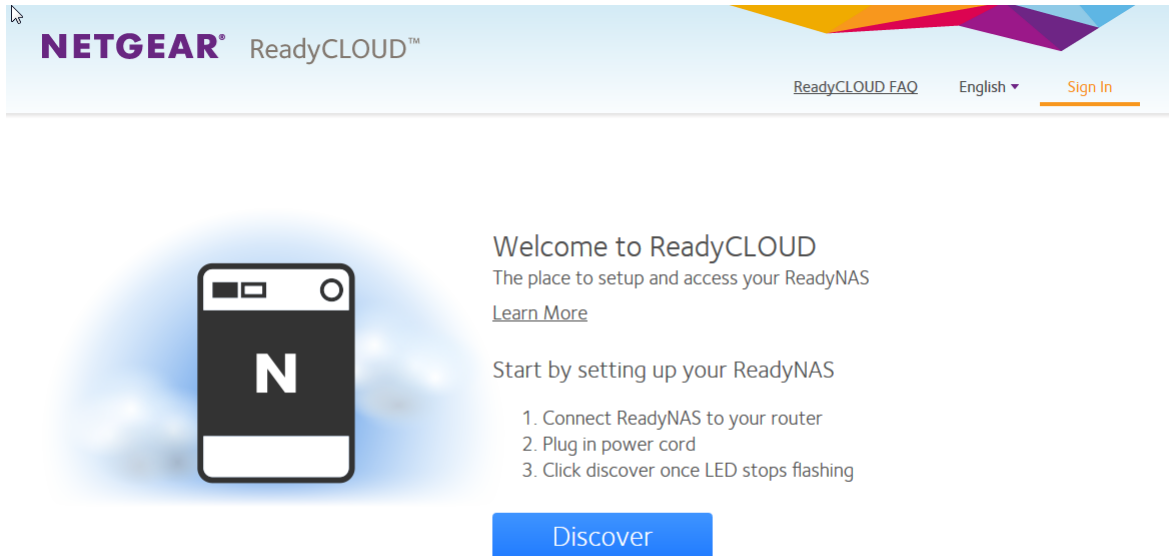 NETGEAR® ReadyCLOUD™
ReadyCLOUD FAQ English Sign In
N
Welcome to ReadyCLOUD
The place to setup and access your ReadyNAS
Learn More
Start by setting up your ReadyNAS
1. Connect ReadyNAS to your router
2. Plug in power cord
3. Click discover once LED stops flashing
Discover